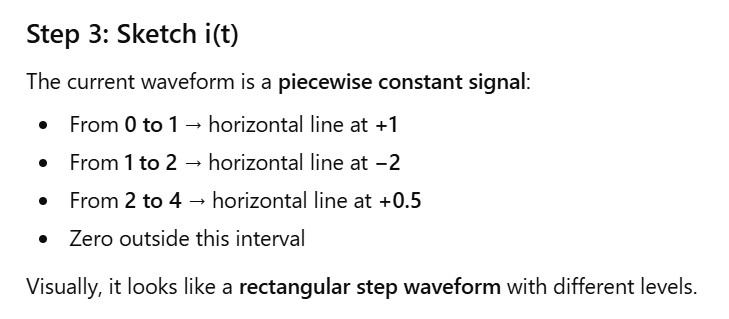 Step 3: Sketch i(t)
The current waveform is a piecewise constant signal:
• From 0 to 1 → horizontal line at +1
• From 1 to 2 → horizontal line at −2
• From 2 to 4 → horizontal line at +0.5
• Zero outside this interval
Visually, it looks like a rectangular step waveform with different levels.